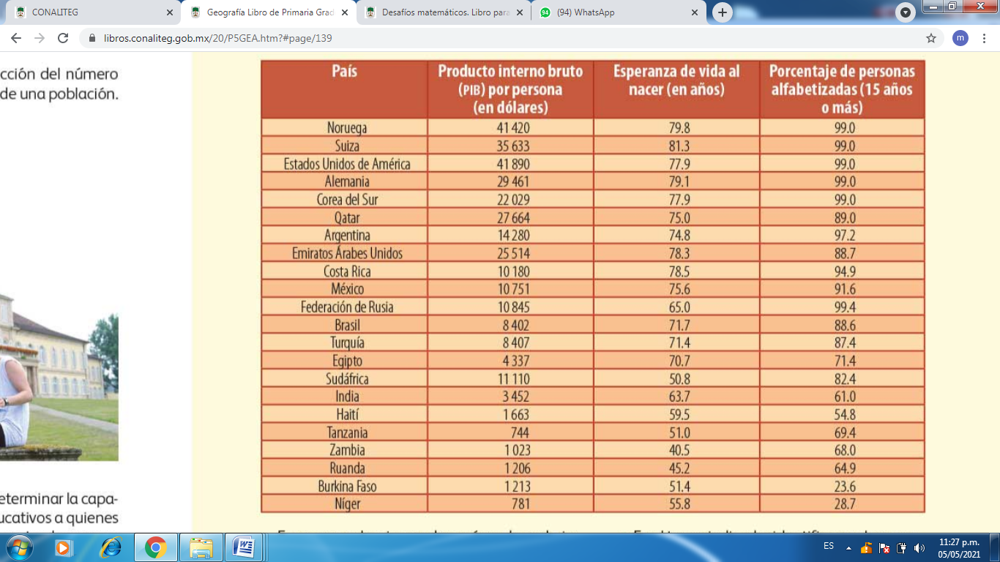 CONALITEG
Geografía Libro de Primaria Grad
Desafíos matemáticos. Libro para
94
(94) WhatsApp
libros.conaliteg.gob.mx/20/P5GEA.htm?#page/139
m
cción del número
de una población.
País Producto interno bruto (PIB) por persona (en dólares) Esperanza de vida al nacer (en años) Porcentaje de personas alfabetizadas (15 años o más)
Noruega 41 420 79.8 99.0
Suiza 35 633 81.3 99.0
Estados Unidos de América 41 890 77.9 99.0
Alemania 29 461 79.1 99.0
Corea del Sur 22 029 77.9 99.0
Qatar 27 664 75.0 89.0
Argentina 14 280 74.8 97.2
Emiratos Árabes Unidos 25 514 78.3 88.7
Costa Rica 10 180 78.5 94.9
México 10 751 75.6 91.6
Federación de Rusia 10 845 65.0 99.4
Brasil 8 402 71.7 88.6
Turquía 8 407 71.4 87.4
Egipto 4 337 70.7 71.4
Sudáfrica 11 110 50.8 82.4
India 3 452 63.7 61.0
Haití 1 663 59.5 54.8
Tanzania 744 51.0 69.4
Zambia 1 023 40.5 68.0
Ruanda 1 206 45.2 64.9
Burkina Faso 1 213 51.4 23.6
Níger 781 55.8 28.7
eterminar la capa-
ucativos a quienes
ES
11:27 p.m.
05/05/2021